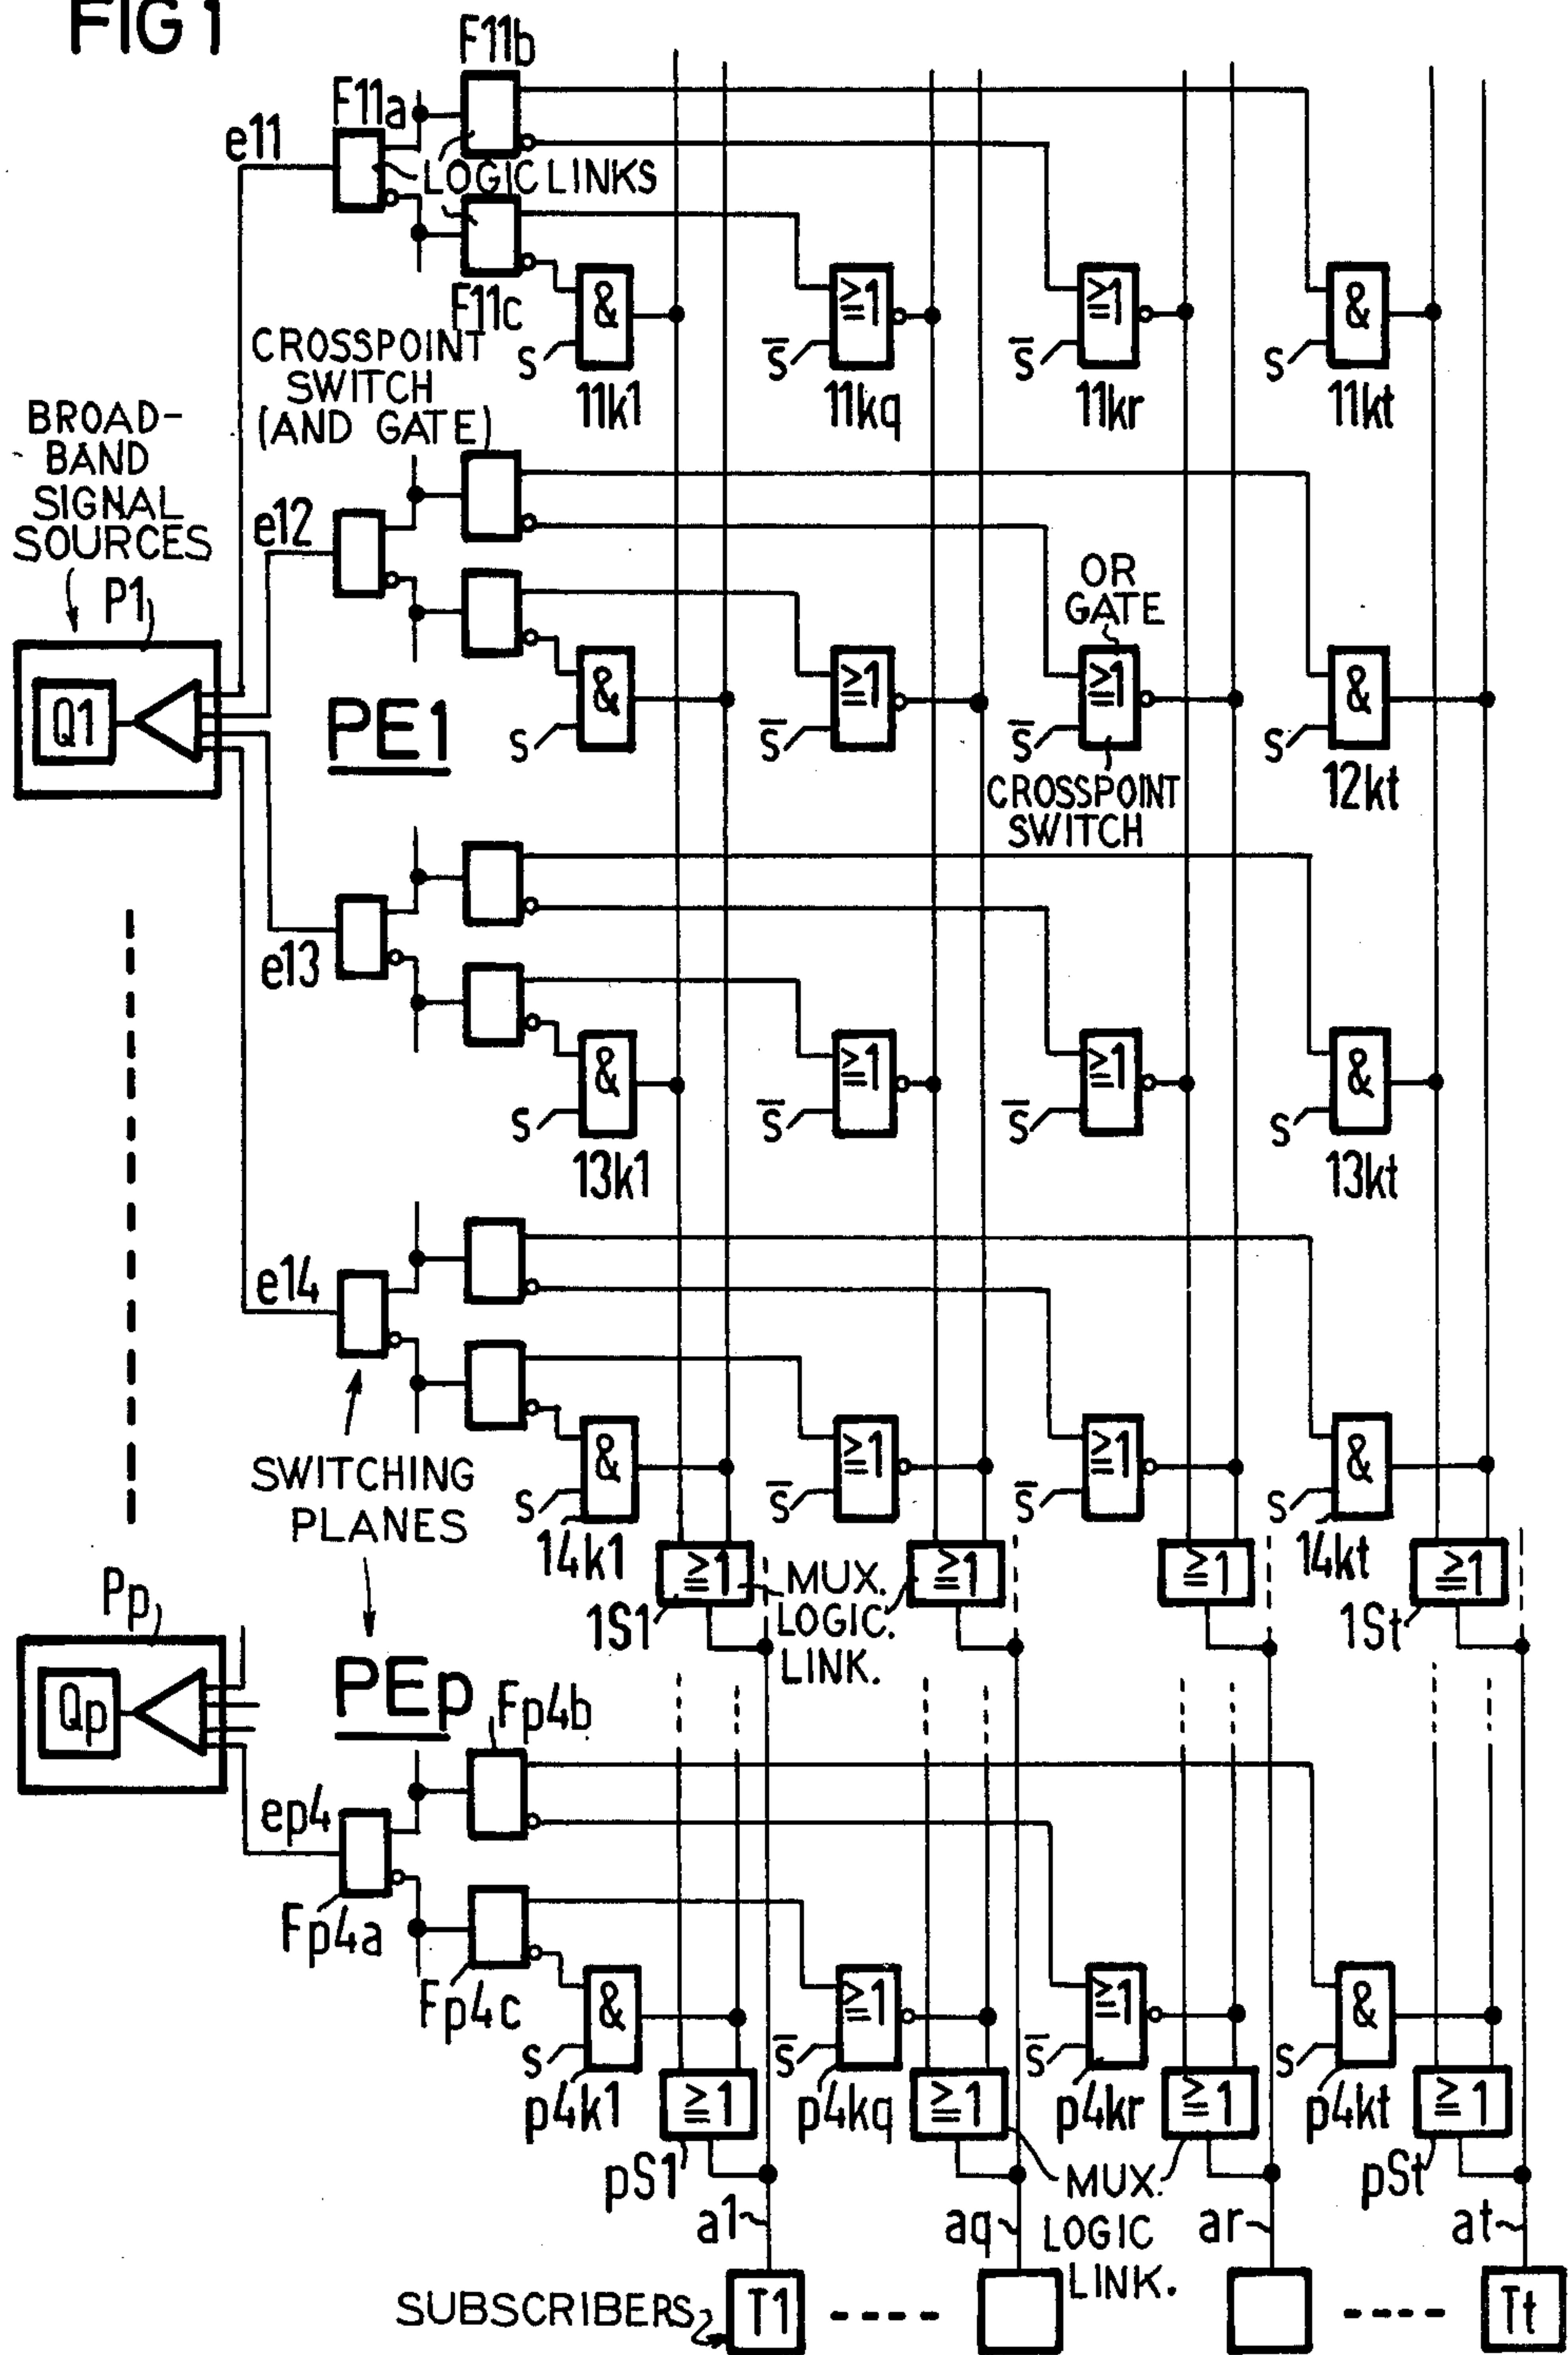 FIG 1
F11b
F11a
e11
LOGIC LINKS
F11c
& ≥1 ≥1 &
S S̅ S̅ S
11k1 11kq 11kr 11kt
CROSSPOINT
SWITCH
(AND GATE)
BROAD-
BAND
SIGNAL
SOURCES
P1
e12
OR
GATE
& ≥1 ≥1 &
S S̅ S̅ S
Q1
PE1
12kt
CROSSPOINT
SWITCH
e13
& ≥1 ≥1 &
S S̅ S̅ S
13k1 13kt
e14
& ≥1 ≥1 &
S S̅ S̅ S
SWITCHING
PLANES
14k1 14kt
≥1 ≥1 ≥1 ≥1
MUX.
LOGIC.
LINK.
1S1 1St
Pp
Qp
PEp
Fp4b
ep4
Fp4a
Fp4c
& ≥1 ≥1 &
S S̅ S̅ S
p4k1 p4kq p4kr p4kt
≥1 ≥1 ≥1 ≥1
pS1 pSt
MUX.
LOGIC
LINK.
a1 aq ar at
SUBSCRIBERS
T1 Tt